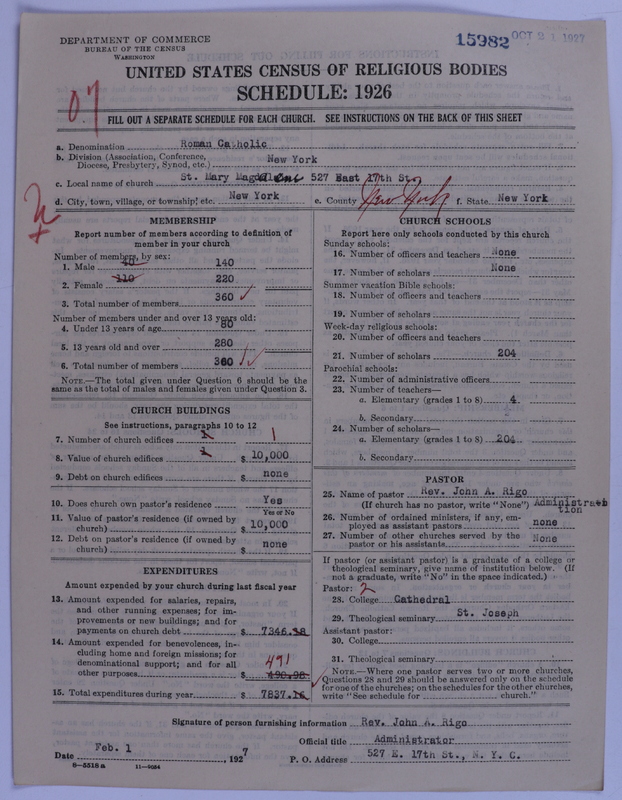 DEPARTMENT OF COMMERCE
BUREAU OF THE CENSUS
WASHINGTON
15982 OCT 21 1927
UNITED STATES CENSUS OF RELIGIOUS BODIES
SCHEDULE: 1926
07
FILL OUT A SEPARATE SCHEDULE FOR EACH CHURCH. SEE INSTRUCTIONS ON THE BACK OF THIS SHEET
a. Denomination Roman Catholic
b. Division (Association, Conference, Diocese, Presbytery, Synod, etc.) New York
c. Local name of church St. Mary Magdalene 527 East 17th St.
d. City, town, village, or township, etc. New York e. County New York f. State New York
MEMBERSHIP
Report number of members according to definition of
member in your church
Number of members, by sex:
1. Male 140
2. Female 110 220
3. Total number of members 360
Number of members under and over 13 years old:
4. Under 13 years of age 80
5. 13 years old and over 280
6. Total number of members 360
NOTE.—The total given under Question 6 should be the
same as the total of males and females given under Question 3.
CHURCH BUILDINGS
See instructions, paragraphs 10 to 12
7. Number of church edifices 1 1
8. Value of church edifices 1 $ 10,000
9. Debt on church edifices $ none
10. Does church own pastor's residence Yes
Yes or No
11. Value of pastor's residence (if owned by
church) $ 10,000
12. Debt on pastor's residence (if owned by
church) $ none
EXPENDITURES
Amount expended by your church during last fiscal year
13. Amount expended for salaries, repairs,
and other running expenses; for im-
provements or new buildings; and for
payments on church debt $ 7346.18
14. Amount expended for benevolences, in-
cluding home and foreign missions; for
denominational support; and for all
other purposes $ 490.98 491
15. Total expenditures during year $ 7837.16
CHURCH SCHOOLS
Report here only schools conducted by this church
Sunday schools:
16. Number of officers and teachers None
17. Number of scholars None
Summer vacation Bible schools:
18. Number of officers and teachers
19. Number of scholars
Week-day religious schools:
20. Number of officers and teachers
21. Number of scholars 204
Parochial schools:
22. Number of administrative officers
23. Number of teachers—
a. Elementary (grades 1 to 8) 4
b. Secondary
24. Number of scholars—
a. Elementary (grades 1 to 8) 204
b. Secondary
PASTOR
25. Name of pastor Rev. John A. Rigo
(If church has no pastor, write "None") Administration
26. Number of ordained ministers, if any, em-
ployed as assistant pastors none
27. Number of other churches served by the
pastor or his assistants None
If pastor (or assistant pastor) is a graduate of a college or
theological seminary, give name of institution below. (If
not a graduate, write "No" in the space indicated.)
Pastor: 2
28. College Cathedral
29. Theological seminary St. Joseph
Assistant pastor:
30. College
31. Theological seminary
NOTE.—Where one pastor serves two or more churches,
Questions 28 and 29 should be answered only on the schedule
for one of the churches; on the schedules for the other churches,
write "See schedule for church."
Signature of person furnishing information Rev. John A. Rigo
Official title Administrator
Date Feb. 1, 1927 P. O. Address 527 E. 17th St., N. Y. C.
8—5518a 11—9034